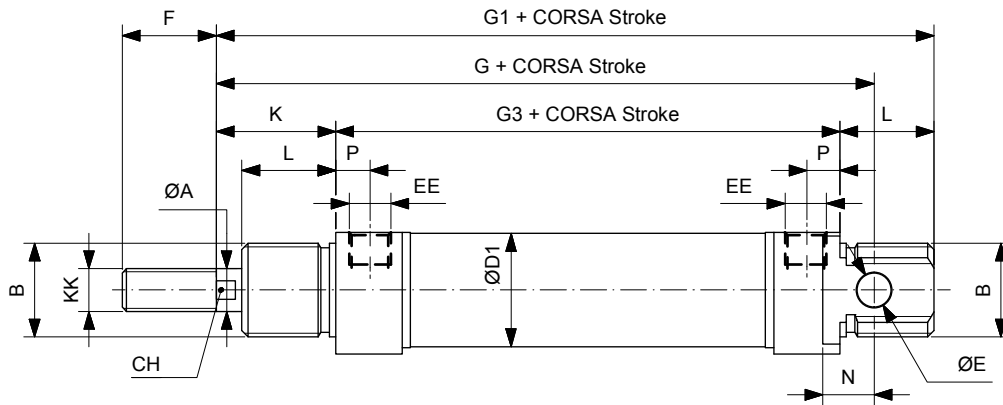 G1 + CORSA Stroke
F
G + CORSA Stroke
K
G3 + CORSA Stroke
L
L
P
P
EE
EE
ØA
B
KK
ØD1
B
CH
N
ØE